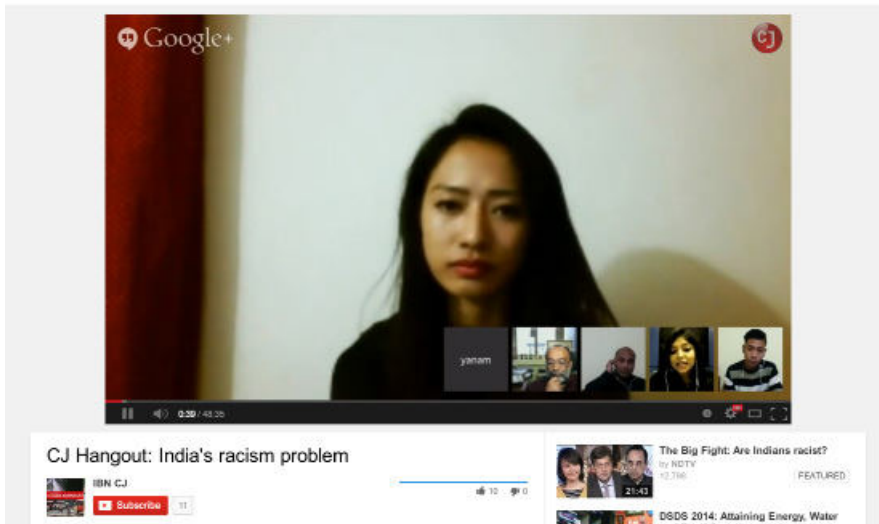 Google+
CJ
yanam
0:39 / 48:35
CJ Hangout: India's racism problem
IBN CJ
Subscribe
11
10
0
The Big Fight: Are Indians racist?
by NDTV
FEATURED
21:43
DSDS 2014: Attaining Energy, Water